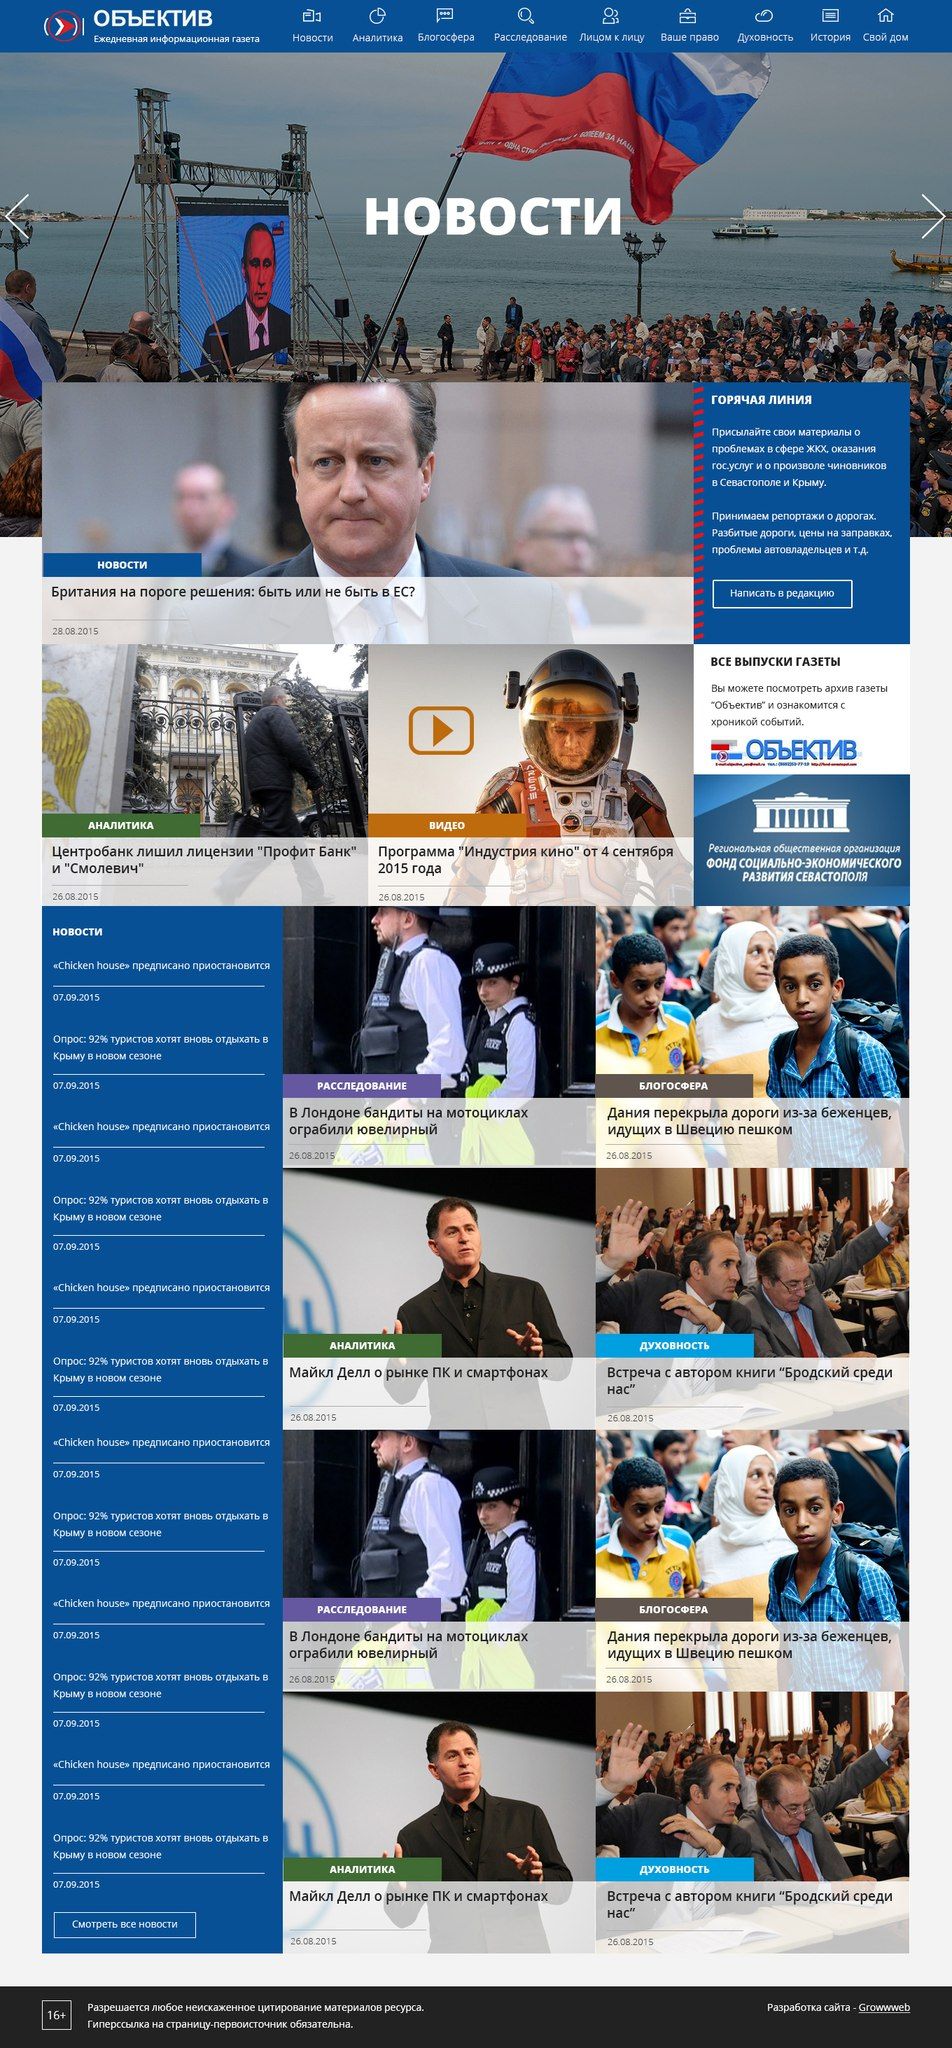 ОБЪЕКТИВ
Ежедневная информационная газета
Новости
Аналитика
Блогосфера
Расследование
Лицом к лицу
Ваше право
Духовность
История
Свой дом
НОВОСТИ
НОВОСТИ
Британия на пороге решения: быть или не быть в ЕС?
28.08.2015
ГОРЯЧАЯ ЛИНИЯ
Присылайте свои материалы о
проблемах в сфере ЖКХ, оказания
гос.услуг и о произволе чиновников
в Севастополе и Крыму.
Принимаем репортажи о дорогах.
Разбитые дороги, цены на заправках,
проблемы автовладельцев и т.д.
Написать в редакцию
АНАЛИТИКА
Центробанк лишил лицензии "Профит Банк"
и "Смолевич"
26.08.2015
ВИДЕО
Программа "Индустрия кино" от 4 сентября
2015 года
26.08.2015
ВСЕ ВЫПУСКИ ГАЗЕТЫ
Вы можете посмотреть архив газеты
“Объектив” и ознакомится с
хроникой событий.
ОБЪЕКТИВ
Региональная общественная организация
ФОНД СОЦИАЛЬНО-ЭКОНОМИЧЕСКОГО
РАЗВИТИЯ СЕВАСТОПОЛЯ
НОВОСТИ
«Chicken house» предписано приостановится
07.09.2015
Опрос: 92% туристов хотят вновь отдыхать в
Крыму в новом сезоне
07.09.2015
«Chicken house» предписано приостановится
07.09.2015
Опрос: 92% туристов хотят вновь отдыхать в
Крыму в новом сезоне
07.09.2015
«Chicken house» предписано приостановится
07.09.2015
Опрос: 92% туристов хотят вновь отдыхать в
Крыму в новом сезоне
07.09.2015
«Chicken house» предписано приостановится
07.09.2015
Опрос: 92% туристов хотят вновь отдыхать в
Крыму в новом сезоне
07.09.2015
«Chicken house» предписано приостановится
07.09.2015
Опрос: 92% туристов хотят вновь отдыхать в
Крыму в новом сезоне
07.09.2015
«Chicken house» предписано приостановится
07.09.2015
Опрос: 92% туристов хотят вновь отдыхать в
Крыму в новом сезоне
07.09.2015
Смотреть все новости
РАССЛЕДОВАНИЕ
В Лондоне бандиты на мотоциклах
ограбили ювелирный
26.08.2015
БЛОГОСФЕРА
Дания перекрыла дороги из-за беженцев,
идущих в Швецию пешком
26.08.2015
АНАЛИТИКА
Майкл Делл о рынке ПК и смартфонах
26.08.2015
ДУХОВНОСТЬ
Встреча с автором книги “Бродский среди
нас”
26.08.2015
РАССЛЕДОВАНИЕ
В Лондоне бандиты на мотоциклах
ограбили ювелирный
26.08.2015
БЛОГОСФЕРА
Дания перекрыла дороги из-за беженцев,
идущих в Швецию пешком
26.08.2015
АНАЛИТИКА
Майкл Делл о рынке ПК и смартфонах
26.08.2015
ДУХОВНОСТЬ
Встреча с автором книги “Бродский среди
нас”
26.08.2015
16+
Разрешается любое неискаженное цитирование материалов ресурса.
Гиперссылка на страницу-первоисточник обязательна.
Разработка сайта - Growwweb